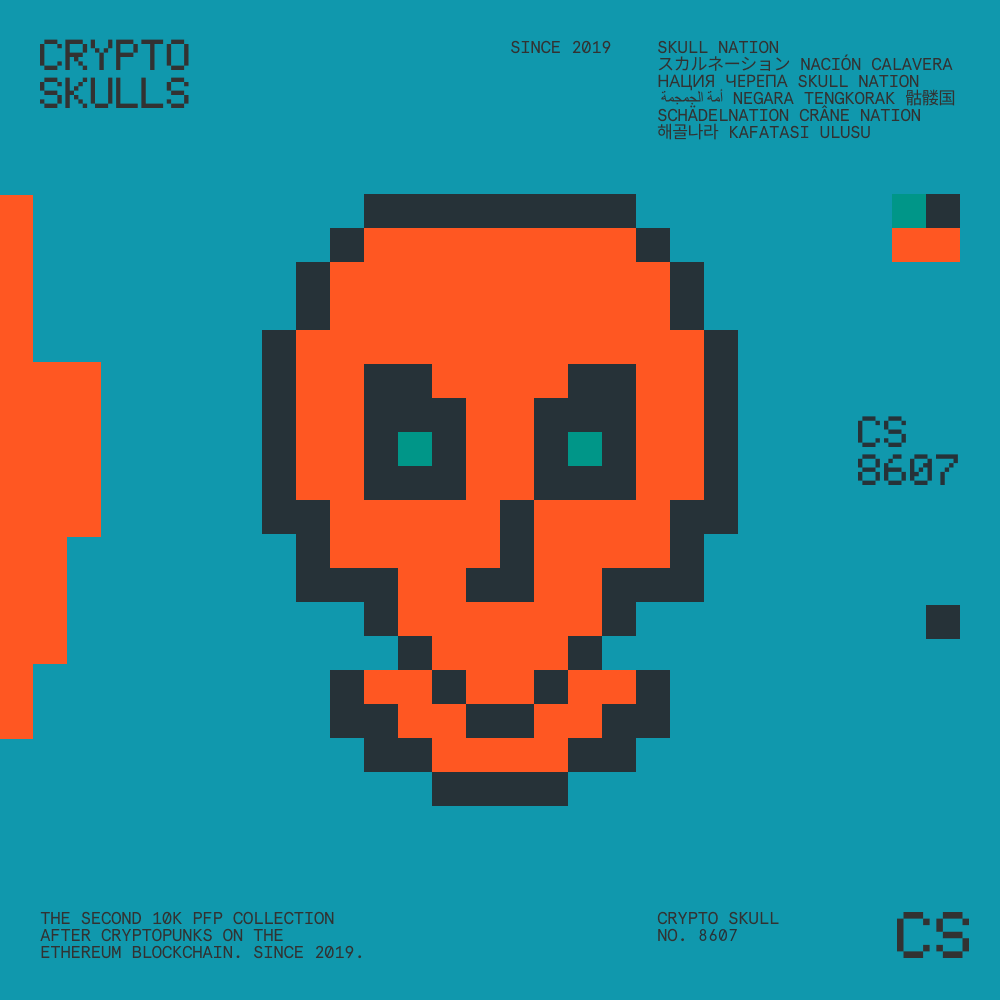 CRYPTO
SKULLS
SINCE 2019
SKULL NATION
スカルネーション NACIÓN CALAVERA
НАЦИЯ ЧЕРЕПА SKULL NATION
أمة الجمجمة NEGARA TENGKORAK 骷髅国
SCHÄDELNATION CRÂNE NATION
해골나라 KAFATASI ULUSU
CS
8607
THE SECOND 10K PFP COLLECTION
AFTER CRYPTOPUNKS ON THE
ETHEREUM BLOCKCHAIN. SINCE 2019.
CRYPTO SKULL
NO. 8607
CS